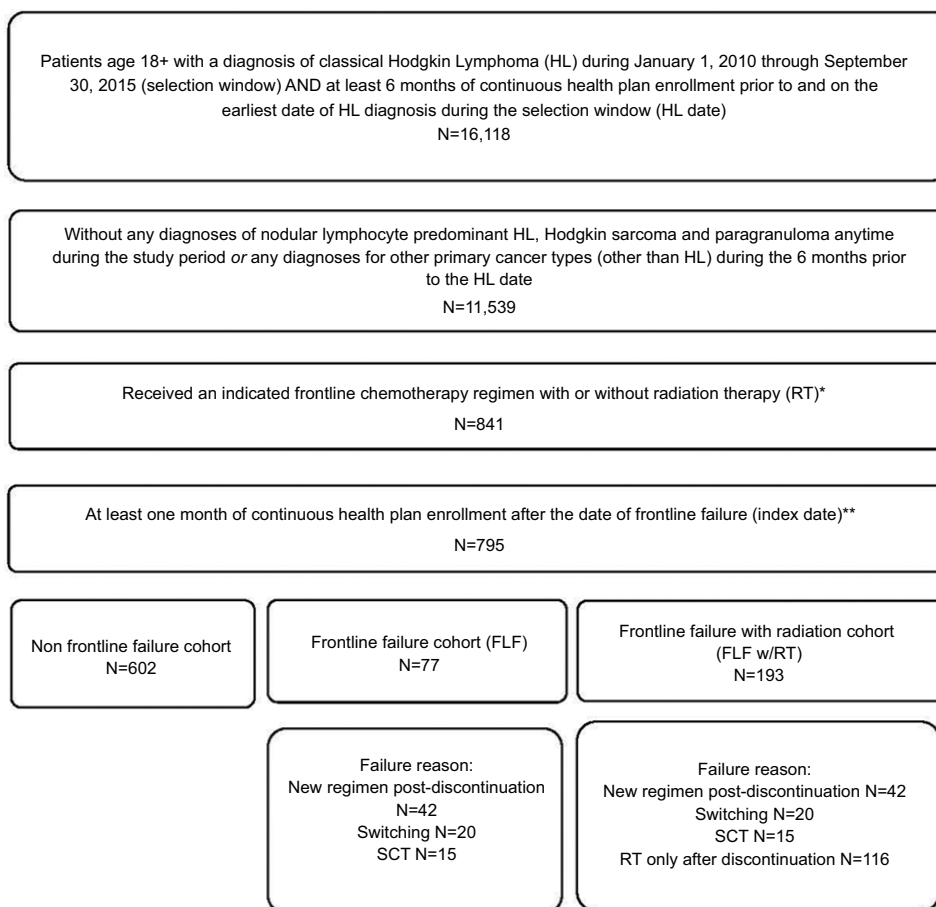 Patients age 18+ with a diagnosis of classical Hodgkin Lymphoma (HL) during January 1, 2010 through September
30, 2015 (selection window) AND at least 6 months of continuous health plan enrollment prior to and on the
earliest date of HL diagnosis during the selection window (HL date)
N=16,118
Without any diagnoses of nodular lymphocyte predominant HL, Hodgkin sarcoma and paragranuloma anytime
during the study period or any diagnoses for other primary cancer types (other than HL) during the 6 months prior
to the HL date
N=11,539
Received an indicated frontline chemotherapy regimen with or without radiation therapy (RT)*
N=841
At least one month of continuous health plan enrollment after the date of frontline failure (index date)**
N=795
Non frontline failure cohort
N=602
Frontline failure cohort (FLF)
N=77
Frontline failure with radiation cohort
(FLF w/RT)
N=193
Failure reason:
New regimen post-discontinuation
N=42
Switching N=20
SCT N=15
Failure reason:
New regimen post-discontinuation N=42
Switching N=20
SCT N=15
RT only after discontinuation N=116